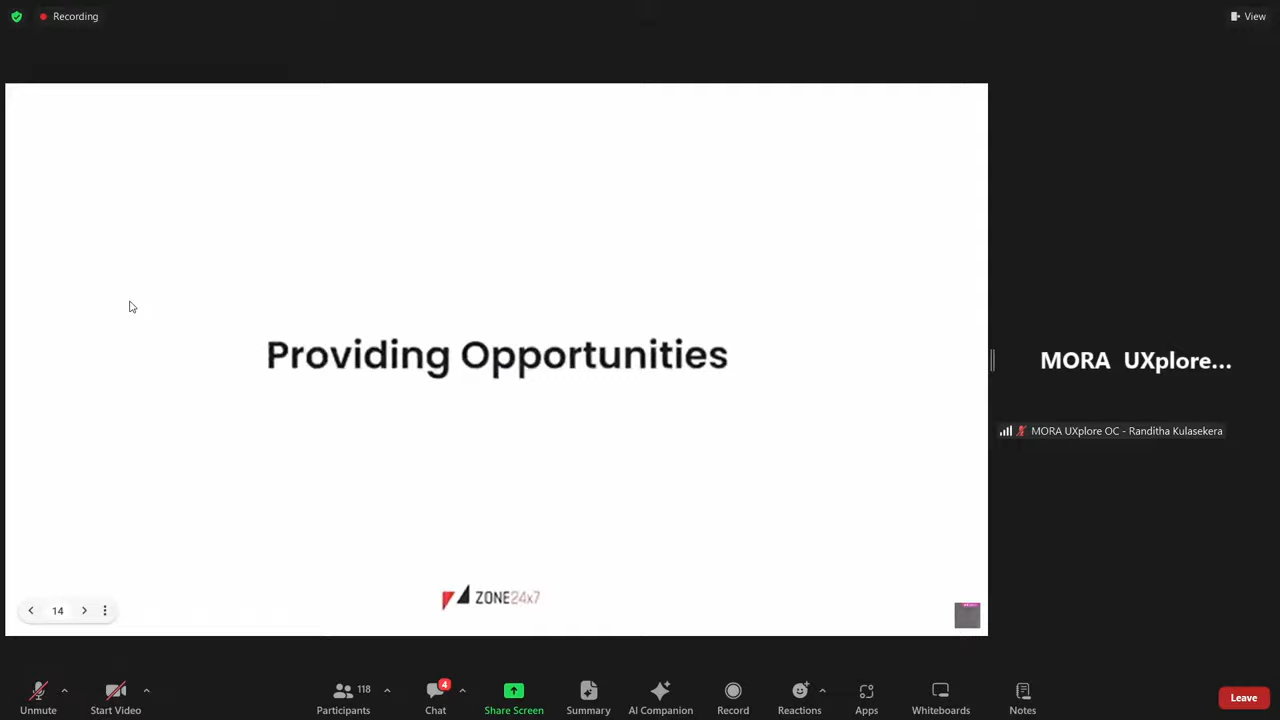 Recording
View
Providing Opportunities
MORA UXplore...
MORA UXplore OC - Randitha Kulasekera
ZONE24x7
14
118
4
Unmute
Start Video
Participants
Chat
Share Screen
Summary
AI Companion
Record
Reactions
Apps
Whiteboards
Notes
Leave